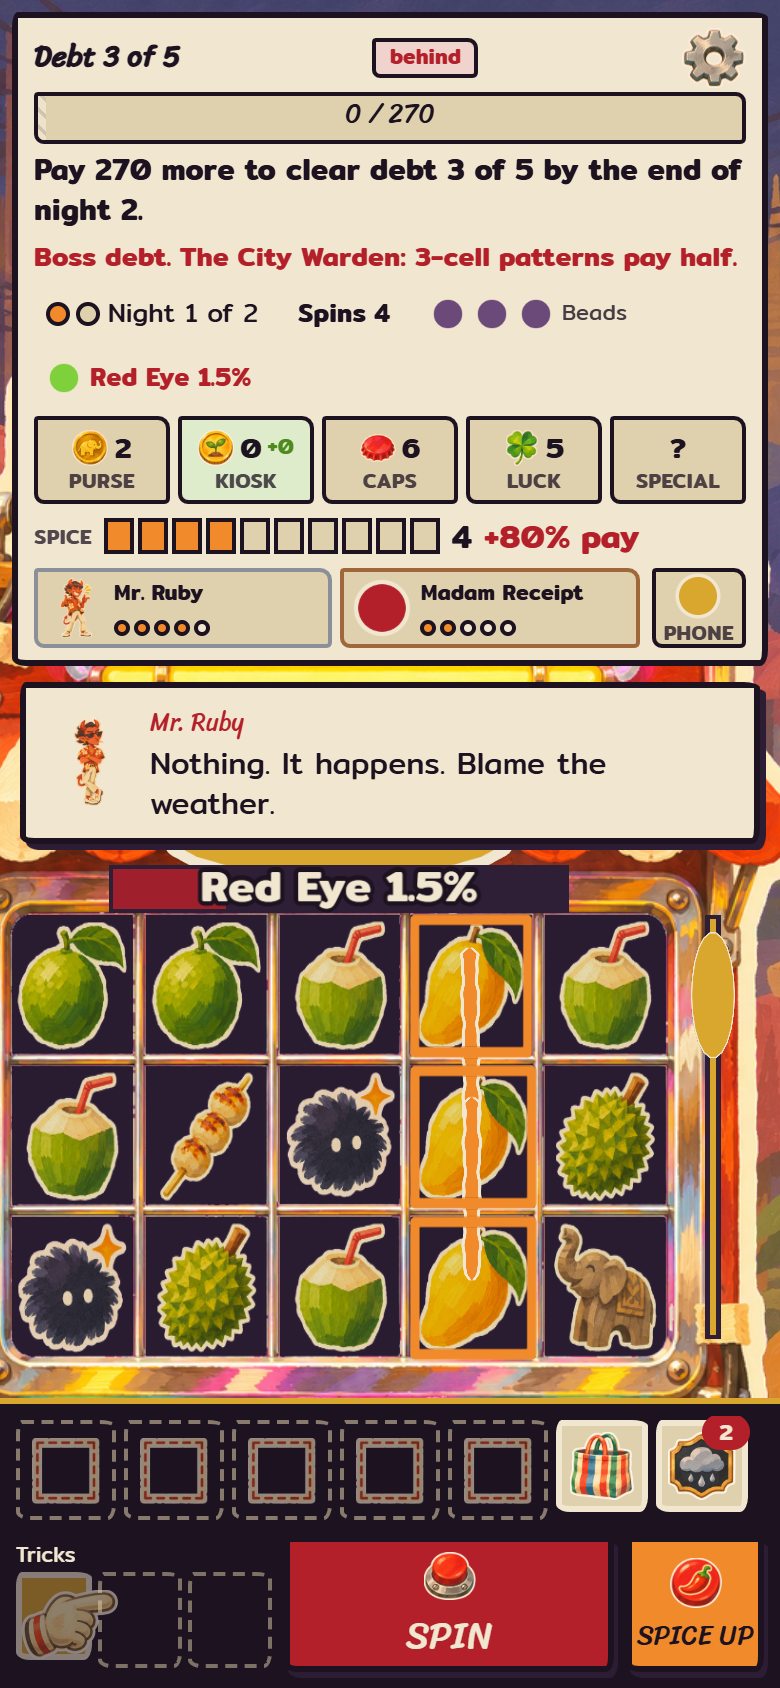 Debt 3 of 5
behind
0 / 270
Pay 270 more to clear debt 3 of 5 by the end of
night 2.
Boss debt. The City Warden: 3-cell patterns pay half.
Night 1 of 2
Spins 4
Beads
Red Eye 1.5%
2
PURSE
0 +0
KIOSK
6
CAPS
5
LUCK
?
SPECIAL
SPICE
4 +80% pay
Mr. Ruby
Madam Receipt
PHONE
Mr. Ruby
Nothing. It happens. Blame the
weather.
Red Eye 1.5%
2
Tricks
SPIN
SPICE UP